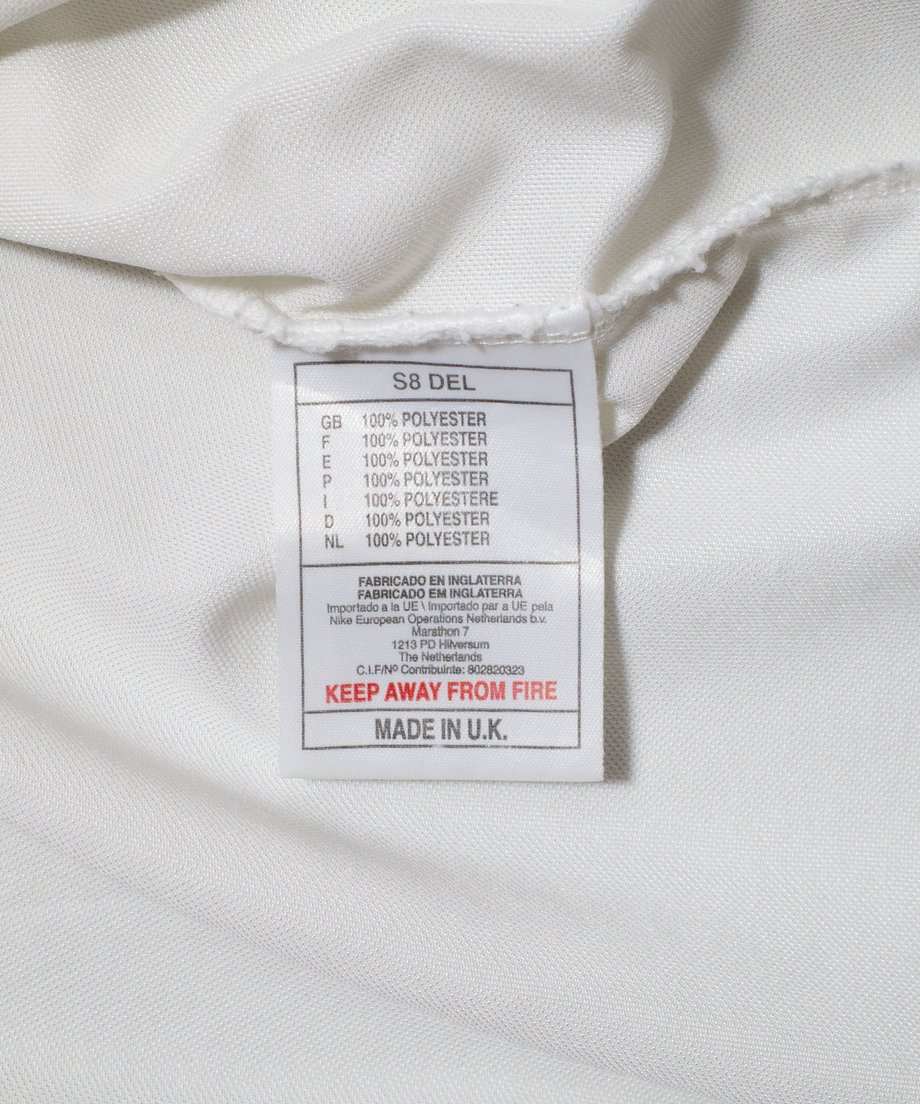 S8 DEL
GB 100% POLYESTER
F 100% POLYESTER
E 100% POLYESTER
P 100% POLYESTER
I 100% POLYESTERE
D 100% POLYESTER
NL 100% POLYESTER
FABRICADO EN INGLATERRA
FABRICADO EM INGLATERRA
Importado a la UE \ Importado par a UE pela
Nike European Operations Netherlands b.v.
Marathon 7
1213 PD Hilversum
The Netherlands
C.I.F/Nº Contribuinte: 802820323
KEEP AWAY FROM FIRE
MADE IN U.K.